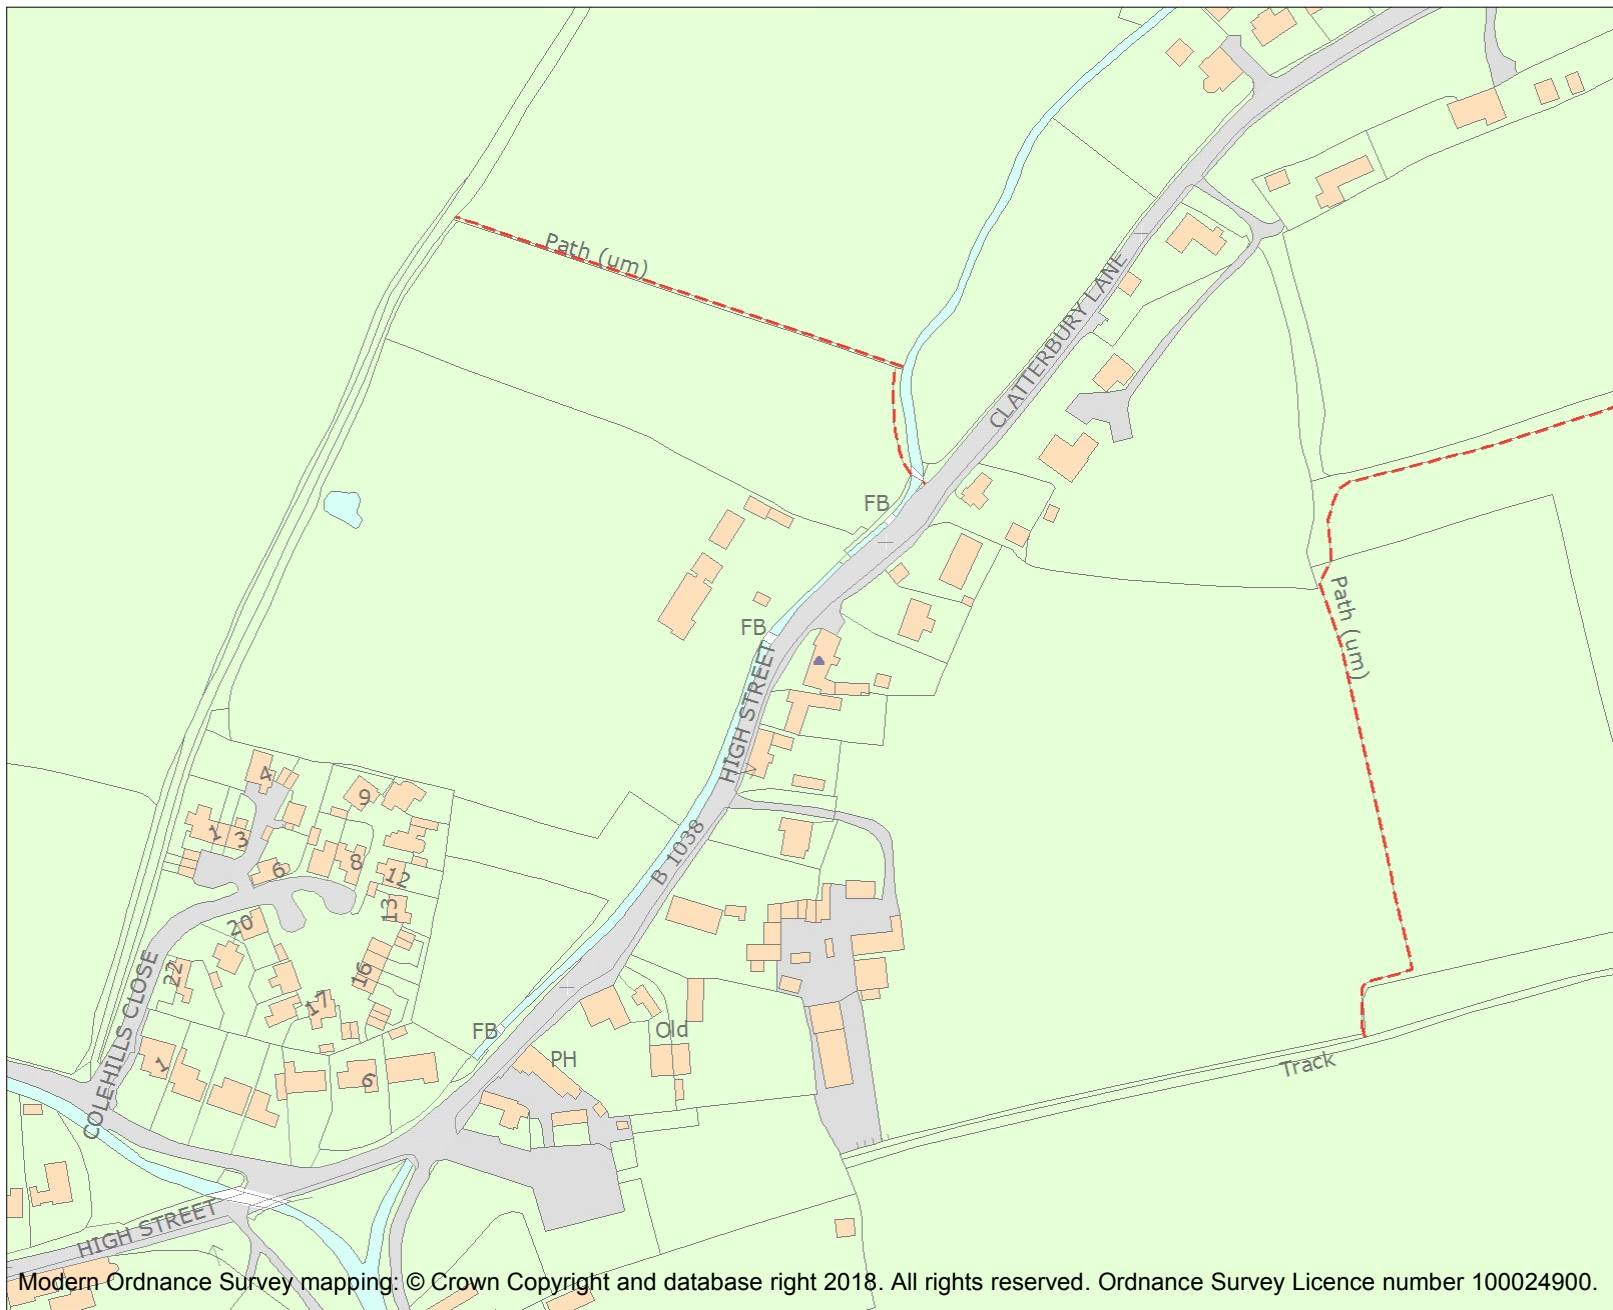 Path (um)
CLATTERBURY LANE
FB
Path (um)
FB
HIGH STREET
4
9
1
3
8
6
12
B 1038
13
20
22
16
17
COLEHILLS CLOSE
FB
Old
PH
1
6
Track
HIGH STREET
Modern Ordnance Survey mapping: © Crown Copyright and database right 2018. All rights reserved. Ordnance Survey Licence number 100024900.